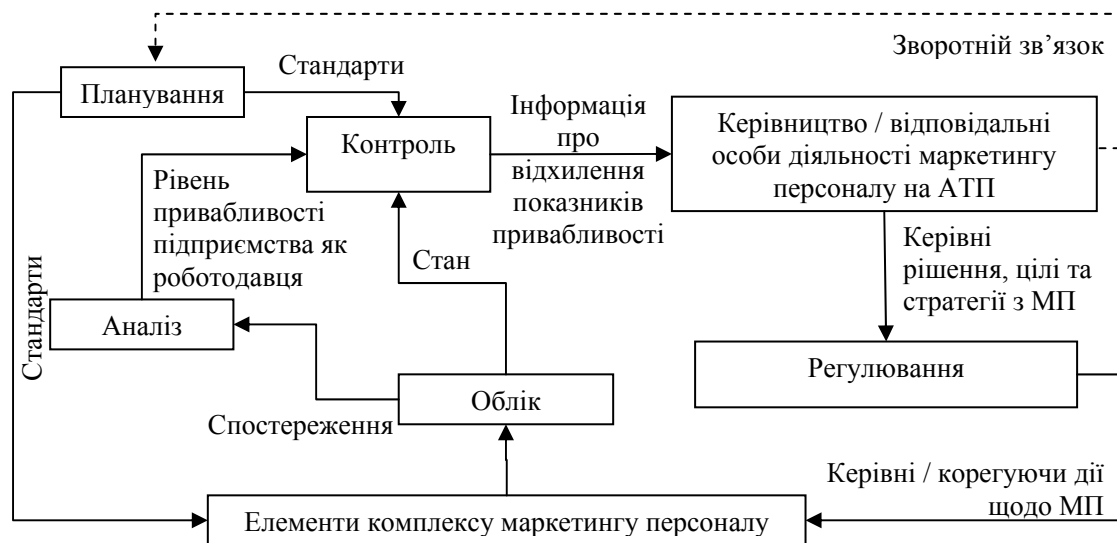 Зворотній зв’язок
Стандарти
Планування
Інформація
про
відхилення
показників
привабливості
Керівництво / відповідальні
особи діяльності маркетингу
персоналу на АТП
Контроль
Рівень
привабливості
підприємства як
роботодавця
Стан
Керівні
рішення, цілі та
стратегії з МП
Стандарти
Аналіз
Регулювання
Облік
Спостереження
Керівні / корегуючи дії
щодо МП
Елементи комплексу маркетингу персоналу